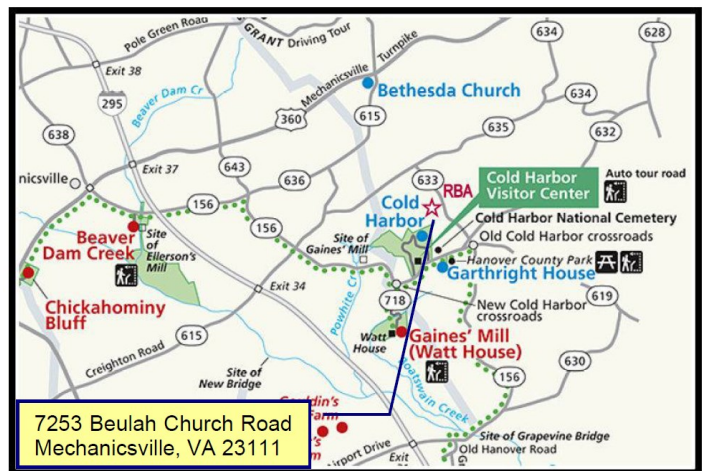 Pole Green Road
GRANT Driving Tour
Mechanicsville Turnpike
634
628
Exit 38
295
Beaver Dam Cr
Bethesda Church
360
615
634
635
632
638
Exit 37
643
636
633
RBA
Cold Harbor
Visitor Center
Auto tour road
156
Cold
Harbor
Cold Harbor National Cemetery
Old Cold Harbor crossroads
Beaver
Dam Creek
Site of
Ellerson's
Mill
156
Site of
Gaines' Mill
Hanover County Park
Garthright House
Exit 34
Powhite Cr
718
New Cold Harbor
crossroads
619
Chickahominy
Bluff
615
Watt
House
Gaines' Mill
(Watt House)
Creighton Road
Site of
New Bridge
Boatswain Creek
630
156
7253 Beulah Church Road
Mechanicsville, VA 23111
Site of Grapevine Bridge
Old Hanover Road
Exit